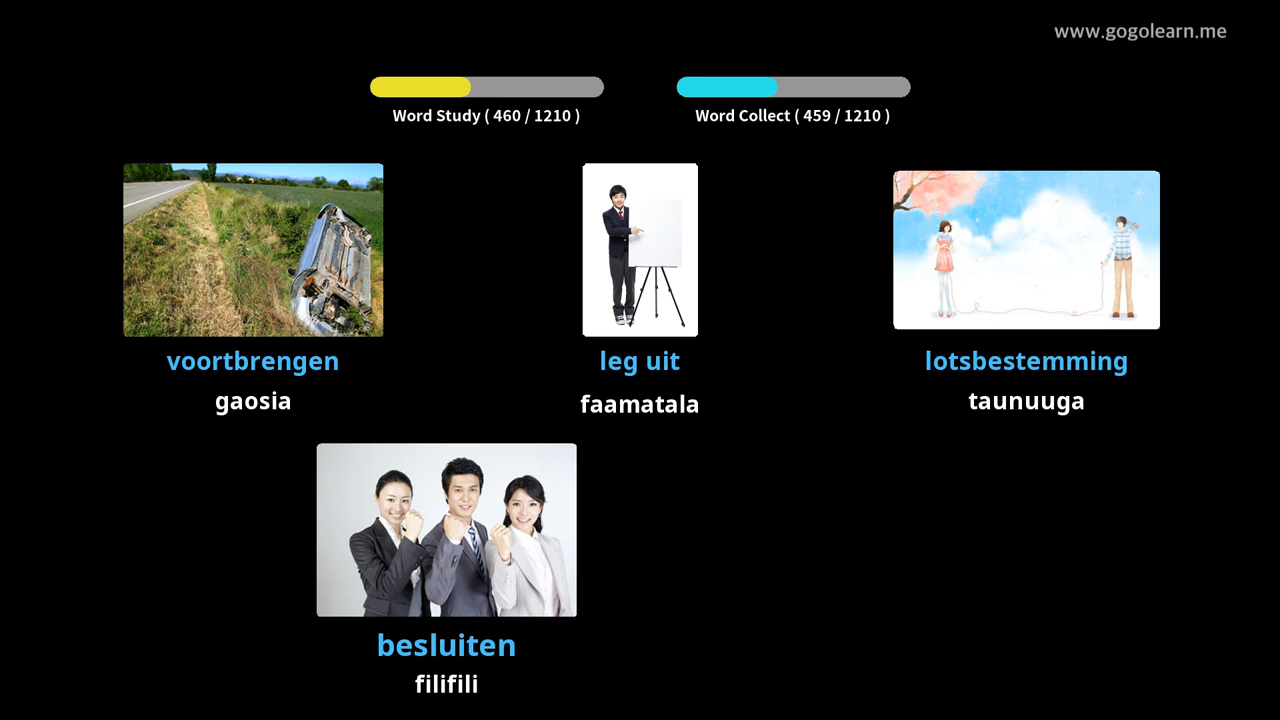 www.gogolearn.me
Word Study ( 460 / 1210 )
Word Collect ( 459 / 1210 )
voortbrengen
gaosia
leg uit
faamatala
lotsbestemming
taunuuga
besluiten
filifili